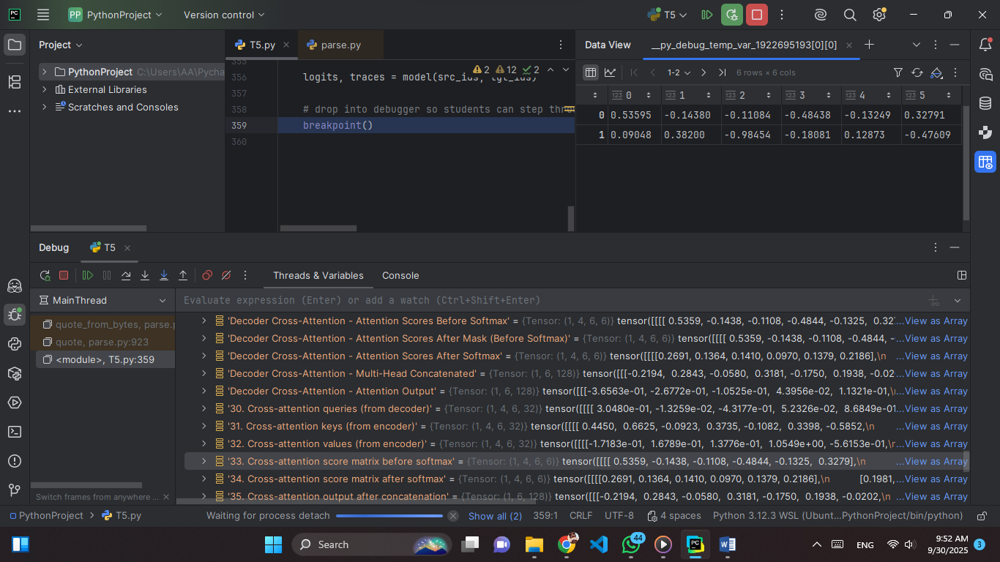 PC
PP PythonProject
Version control
T5
Project
PythonProject C:\Users\AA\Pycha
External Libraries
Scratches and Consoles
T5.py
parse.py
355
356 logits, traces = model(src_ids, tgt_ids)
2 12 2
357
358 # drop into debugger so students can step thro
359 breakpoint()
360
Data View
__py_debug_temp_var_1922695193[0][0]
1-2
6 rows × 6 cols
123 0 123 1 123 2 123 3 123 4 123 5
0 0.53595 -0.14380 -0.11084 -0.48438 -0.13249 0.32791
1 0.09048 0.38200 -0.98454 -0.18081 0.12873 -0.47609
Debug
T5
Threads & Variables
Console
MainThread
quote_from_bytes, parse.p
quote, parse.py:923
<module>, T5.py:359
Switch frames from anywhere ...
Evaluate expression (Enter) or add a watch (Ctrl+Shift+Enter)
'Decoder Cross-Attention - Attention Scores Before Softmax' = {Tensor: (1, 4, 6, 6)} tensor([[[[ 0.5359, -0.1438, -0.1108, -0.4844, -0.1325, 0.327 ...View as Array
'Decoder Cross-Attention - Attention Scores After Mask (Before Softmax)' = {Tensor: (1, 4, 6, 6)} tensor([[[[ 0.5359, -0.1438, -0.1108, -0.4844, - ...View as Array
'Decoder Cross-Attention - Attention Scores After Softmax' = {Tensor: (1, 4, 6, 6)} tensor([[[[0.2691, 0.1364, 0.1410, 0.0970, 0.1379, 0.2186],\n ...View as Array
'Decoder Cross-Attention - Multi-Head Concatenated' = {Tensor: (1, 6, 128)} tensor([[[-0.2194, 0.2843, -0.0580, 0.3181, -0.1750, 0.1938, -0.02 ...View as Array
'Decoder Cross-Attention - Attention Output' = {Tensor: (1, 6, 128)} tensor([[[-3.6563e-01, -2.6772e-01, -1.0525e-01, 4.3956e-02, 1.1321e-01,\n ...View as Array
'30. Cross-attention queries (from decoder)' = {Tensor: (1, 4, 6, 32)} tensor([[[[ 3.0480e-01, -1.3259e-02, -4.3177e-01, 5.2326e-02, 8.6849e-01 ...View as Array
'31. Cross-attention keys (from encoder)' = {Tensor: (1, 4, 6, 32)} tensor([[[[ 0.4450, 0.6625, -0.0923, 0.3735, -0.1082, 0.3398, -0.5852,\n ...View as Array
'32. Cross-attention values (from encoder)' = {Tensor: (1, 4, 6, 32)} tensor([[[[-1.7183e-01, 1.6789e-01, 1.3776e-01, 1.0549e+00, -5.6153e-01,\n ...View as Array
'33. Cross-attention score matrix before softmax' = {Tensor: (1, 4, 6, 6)} tensor([[[[ 0.5359, -0.1438, -0.1108, -0.4844, -0.1325, 0.3279],\n ...View as Array
'34. Cross-attention score matrix after softmax' = {Tensor: (1, 4, 6, 6)} tensor([[[[0.2691, 0.1364, 0.1410, 0.0970, 0.1379, 0.2186],\n [0.1981, ...View as Array
'35. Cross-attention output after concatenation' = {Tensor: (1, 6, 128)} tensor([[[-0.2194, 0.2843, -0.0580, 0.3181, -0.1750, 0.1938, -0.0202,\n ...View as Array
PythonProject > T5.py
Waiting for process detach
Show all (2)
359:1 CRLF UTF-8 4 spaces Python 3.12.3 WSL (Ubunt...PythonProject/bin/python)
Search
44
PC
ENG
9:52 AM
9/30/2025
3